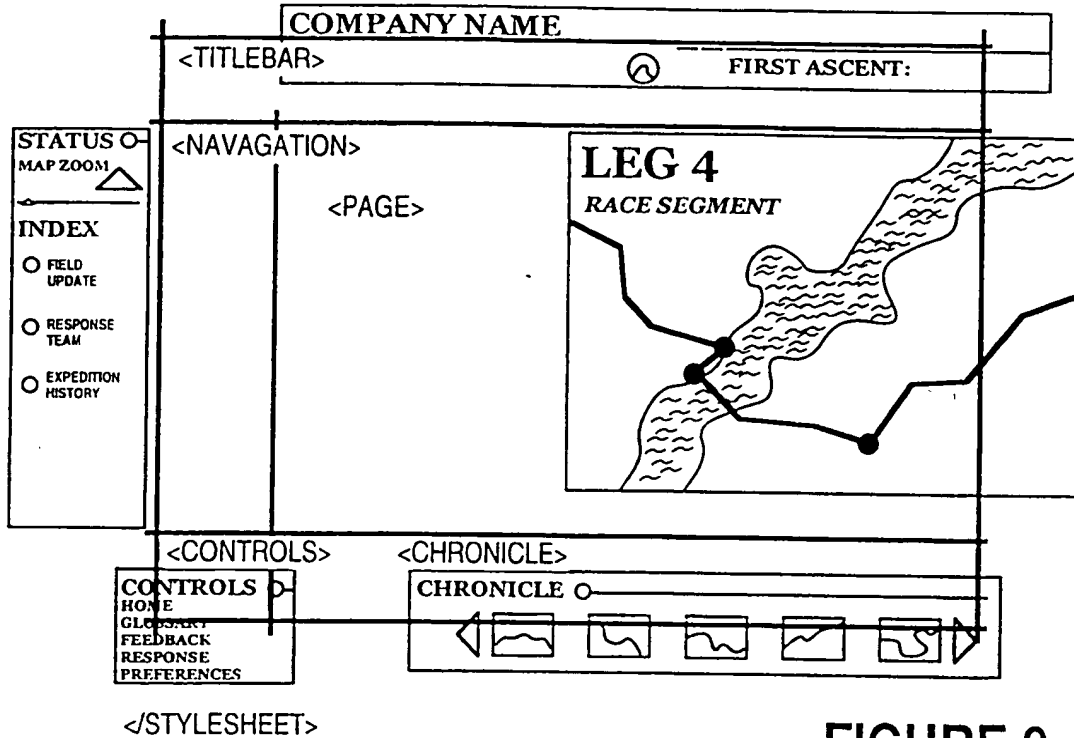 COMPANY NAME
<TITLEBAR>
FIRST ASCENT:
STATUS
MAP ZOOM
<NAVAGATION>
<PAGE>
LEG 4
RACE SEGMENT
INDEX
FIELD
UPDATE
RESPONSE
TEAM
EXPEDITION
HISTORY
<CONTROLS>
<CHRONICLE>
CONTROLS
HOME
GLOSSARY
FEEDBACK
RESPONSE
PREFERENCES
CHRONICLE
</STYLESHEET>